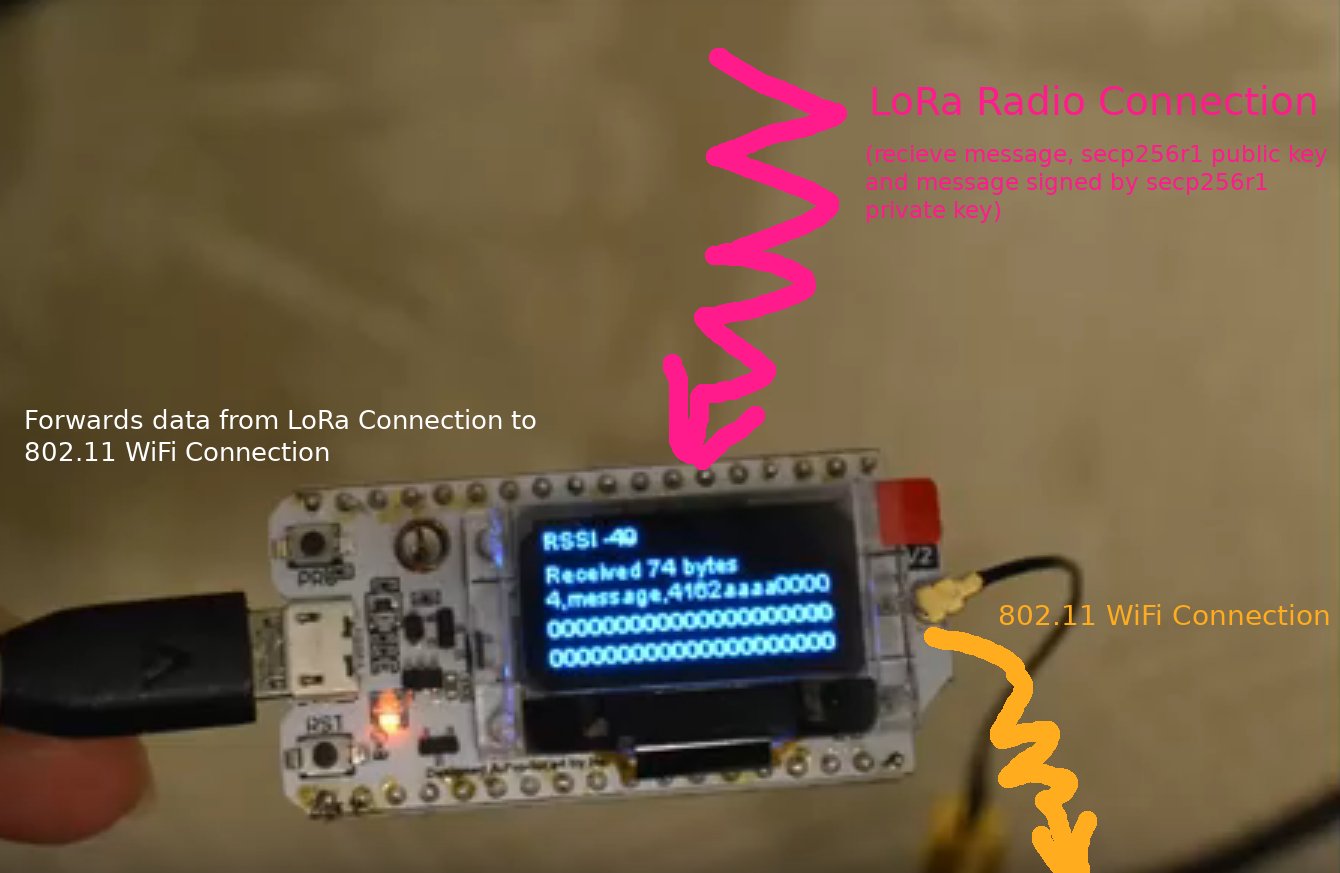 LoRa Radio Connection
(recieve message, secp256r1 public key
and message signed by secp256r1
private key)
Forwards data from LoRa Connection to
802.11 WiFi Connection
RSSI -49
Received 74 bytes
4,message,4162aaaa0000
0000000000000000000000
0000000000000000000000
V2
PRG
RST
802.11 WiFi Connection